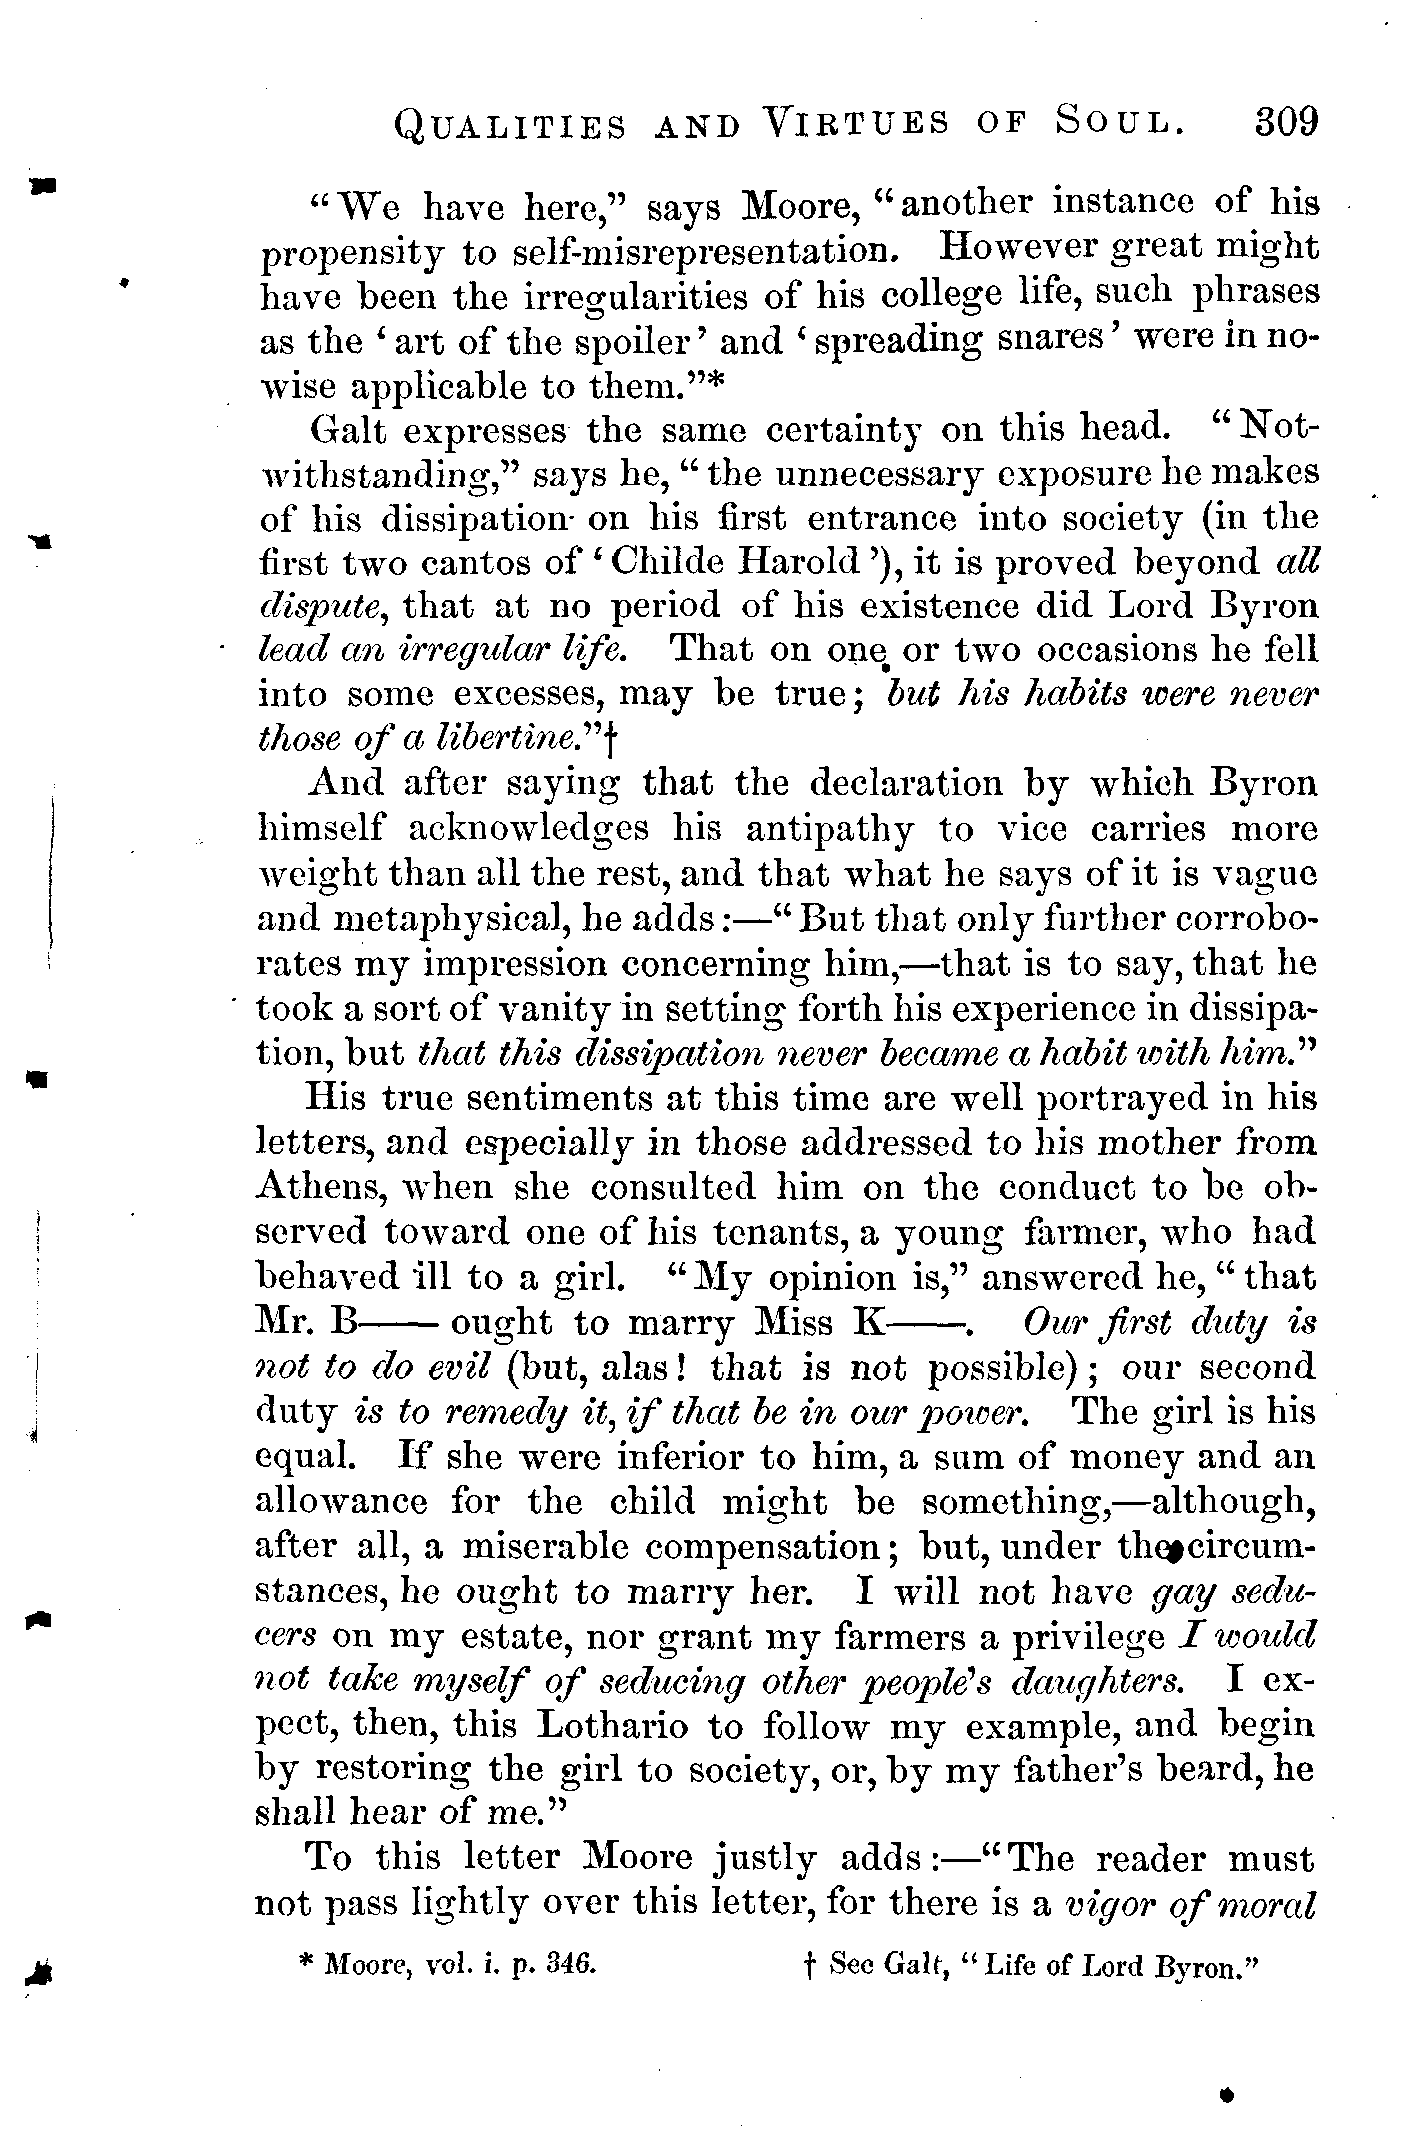 QUALITIES AND VIRTUES OF SOUL. 309
“We have here,” says Moore, “another instance of his
propensity to self-misrepresentation. However great might
have been the irregularities of his college life, such phrases
as the ‘art of the spoiler’ and ‘spreading snares’ were in no-
wise applicable to them.”*
Galt expresses the same certainty on this head. “Not-
withstanding,” says he, “the unnecessary exposure he makes
of his dissipation on his first entrance into society (in the
first two cantos of ‘Childe Harold’), it is proved beyond all
dispute, that at no period of his existence did Lord Byron
lead an irregular life. That on one or two occasions he fell
into some excesses, may be true; but his habits were never
those of a libertine.”†
And after saying that the declaration by which Byron
himself acknowledges his antipathy to vice carries more
weight than all the rest, and that what he says of it is vague
and metaphysical, he adds:—“But that only further corrobo-
rates my impression concerning him,—that is to say, that he
took a sort of vanity in setting forth his experience in dissipa-
tion, but that this dissipation never became a habit with him.”
His true sentiments at this time are well portrayed in his
letters, and especially in those addressed to his mother from
Athens, when she consulted him on the conduct to be ob-
served toward one of his tenants, a young farmer, who had
behaved ill to a girl. “My opinion is,” answered he, “that
Mr. B—— ought to marry Miss K——. Our first duty is
not to do evil (but, alas! that is not possible); our second
duty is to remedy it, if that be in our power. The girl is his
equal. If she were inferior to him, a sum of money and an
allowance for the child might be something,—although,
after all, a miserable compensation; but, under the circum-
stances, he ought to marry her. I will not have gay sedu-
cers on my estate, nor grant my farmers a privilege I would
not take myself of seducing other people's daughters. I ex-
pect, then, this Lothario to follow my example, and begin
by restoring the girl to society, or, by my father's beard, he
shall hear of me.”
To this letter Moore justly adds:—“The reader must
not pass lightly over this letter, for there is a vigor of moral
* Moore, vol. i. p. 346. † See Galt, “Life of Lord Byron.”